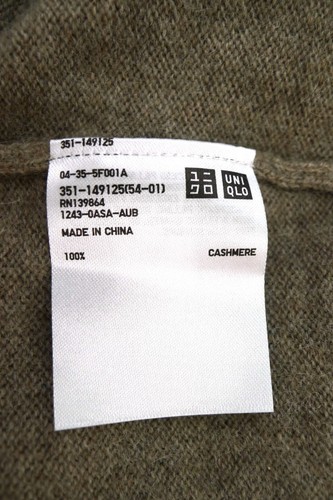 351-149125
04-35-5F001A
351-149125(54-01)
RN139864
1243-0ASA-AUB
ユニ
クロ
UNI
QLO
MADE IN CHINA
100% CASHMERE